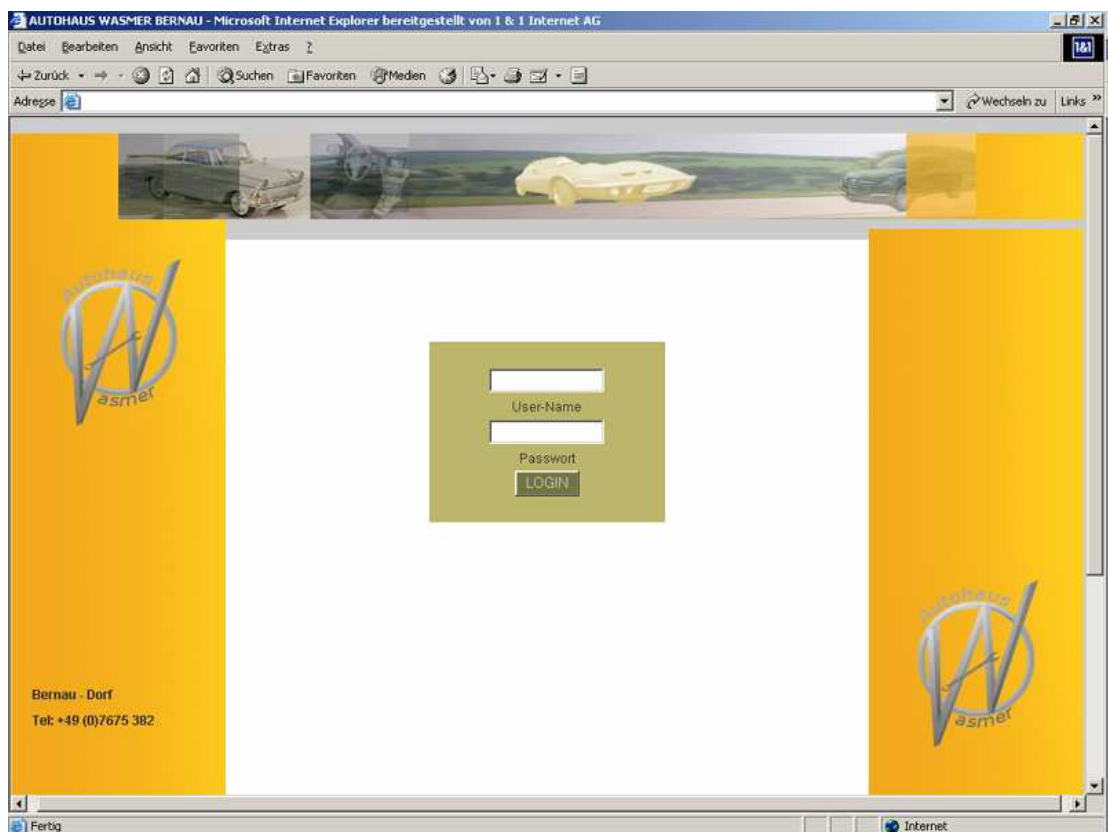 AUTOHAUS WASMER BERNAU - Microsoft Internet Explorer bereitgestellt von 1 & 1 Internet AG
Datei Bearbeiten Ansicht Favoriten Extras ?
1&1
Zurück Suchen Favoriten Medien
Adresse Wechseln zu Links »
Autohaus
Wasmer
User-Name
Passwort
LOGIN
Autohaus
Wasmer
Bernau - Dorf
Tel: +49 (0)7675 382
Fertig Internet